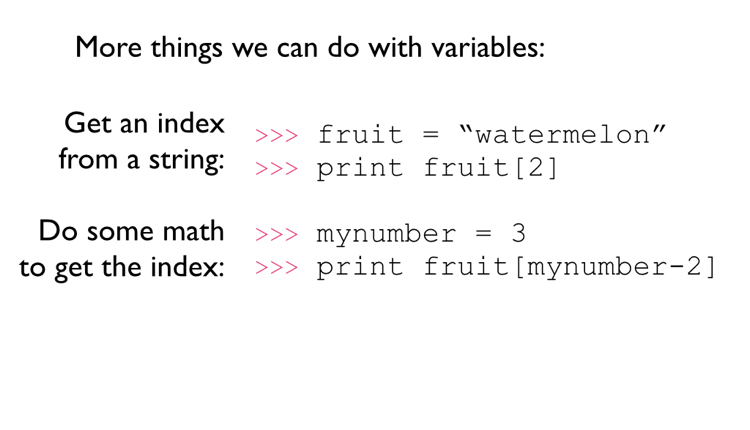 More things we can do with variables:
Get an index
from a string:
>>> fruit = “watermelon”
>>> print fruit[2]
Do some math
to get the index:
>>> mynumber = 3
>>> print fruit[mynumber-2]